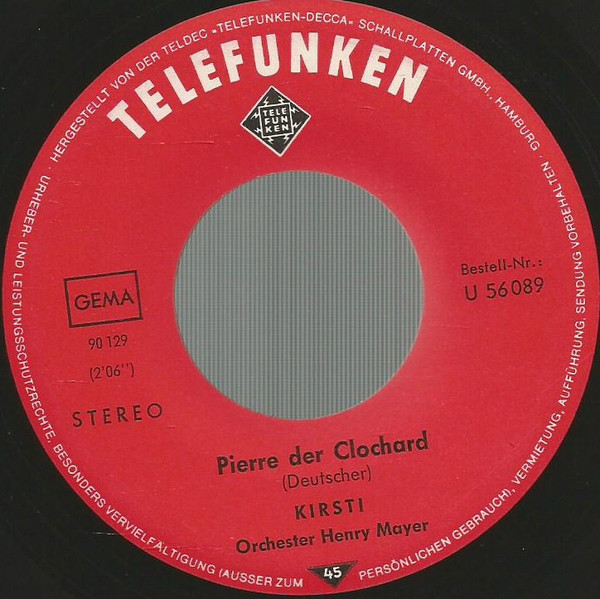 HERGESTELLT VON DER TELDEC »TELEFUNKEN-DECCA« SCHALLPLATTEN GMBH., HAMBURG · URHEBER- UND LEISTUNGSSCHUTZRECHTE, BESONDERS VERVIELFÄLTIGUNG (AUSSER ZUM PERSÖNLICHEN GEBRAUCH), VERMIETUNG, AUFFÜHRUNG, SENDUNG VORBEHALTEN ·
TELEFUNKEN
TELE
FUN
KEN
GEMA
90 129
(2'06'')
STEREO
Bestell-Nr.:
U 56 089
Pierre der Clochard
(Deutscher)
KIRSTI
Orchester Henry Mayer
45